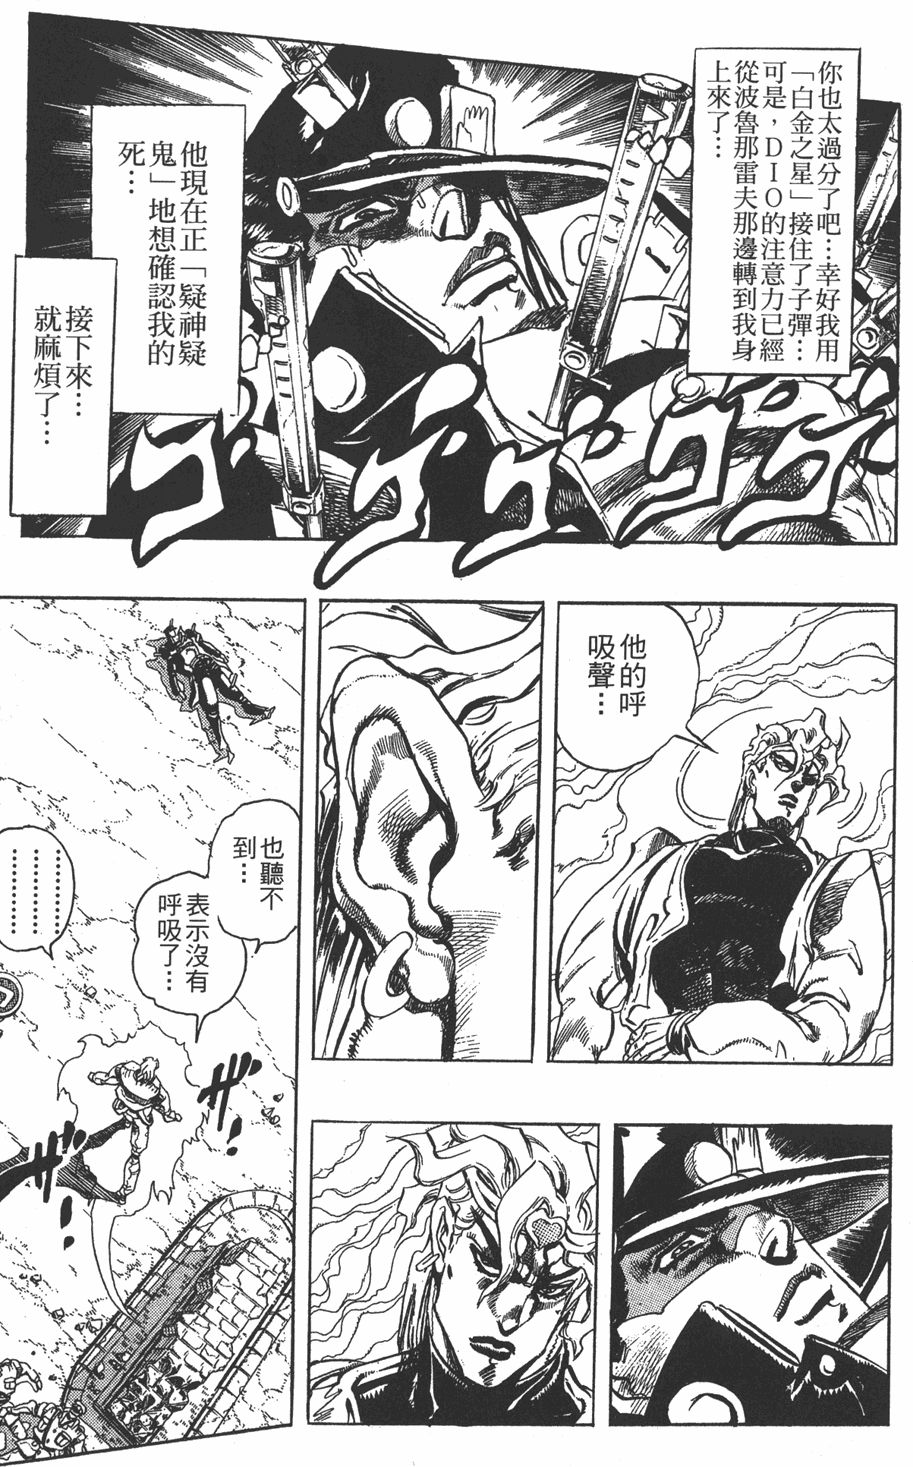 你也太過分了吧…幸好我用
「白金之星」接住了子彈…
可是，DIO的注意力已經
從波魯那雷夫那邊轉到我身
上來了…
他現在正「疑神疑
鬼」地想確認我的
死…
接下來…
就麻煩了…
ゴゴゴゴゴ
他的呼
吸聲…
也聽不
到…
表示沒有
呼吸了…
………………
………………